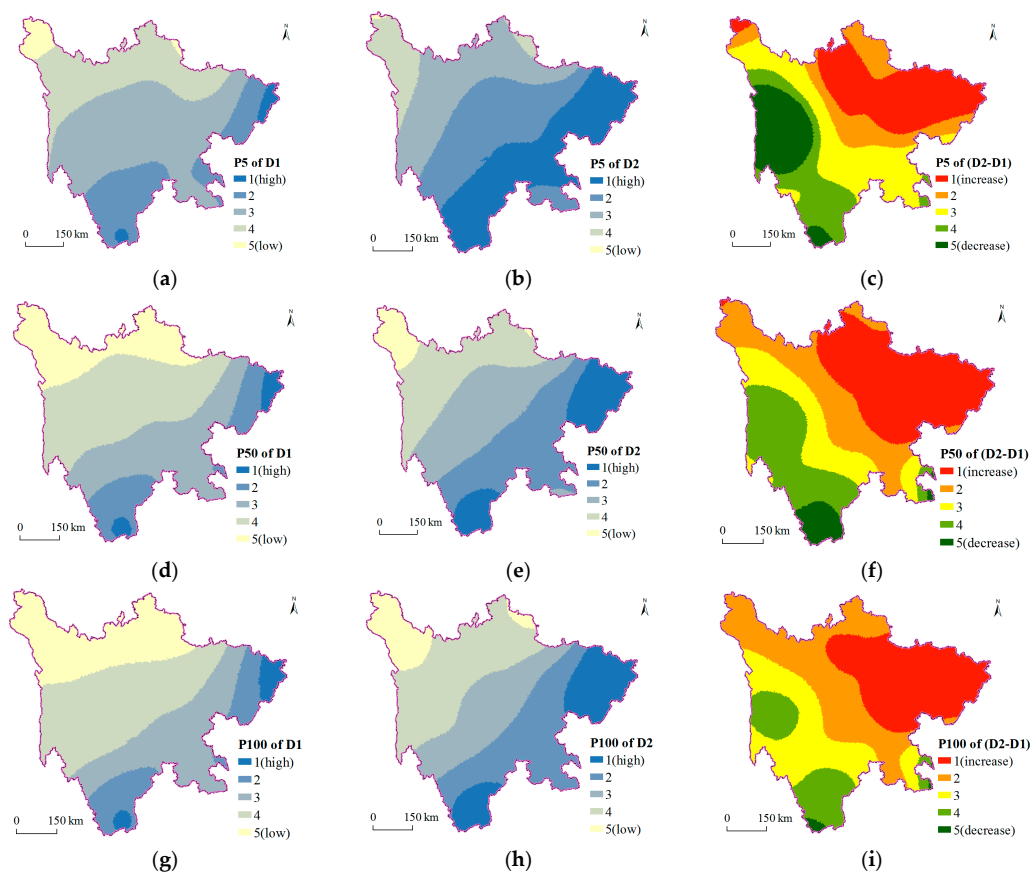 N
P5 of D1
1(high)
2
3
4
5(low)
0 150 km
(a)
N
P5 of D2
1(high)
2
3
4
5(low)
0 150 km
(b)
N
P5 of (D2-D1)
1(increase)
2
3
4
5(decrease)
0 150 km
(c)
N
P50 of D1
1(high)
2
3
4
5(low)
0 150 km
(d)
N
P50 of D2
1(high)
2
3
4
5(low)
0 150 km
(e)
N
P50 of (D2-D1)
1(increase)
2
3
4
5(decrease)
0 150 km
(f)
N
P100 of D1
1(high)
2
3
4
5(low)
0 150 km
(g)
N
P100 of D2
1(high)
2
3
4
5(low)
0 150 km
(h)
N
P100 of (D2-D1)
1(increase)
2
3
4
5(decrease)
0 150 km
(i)